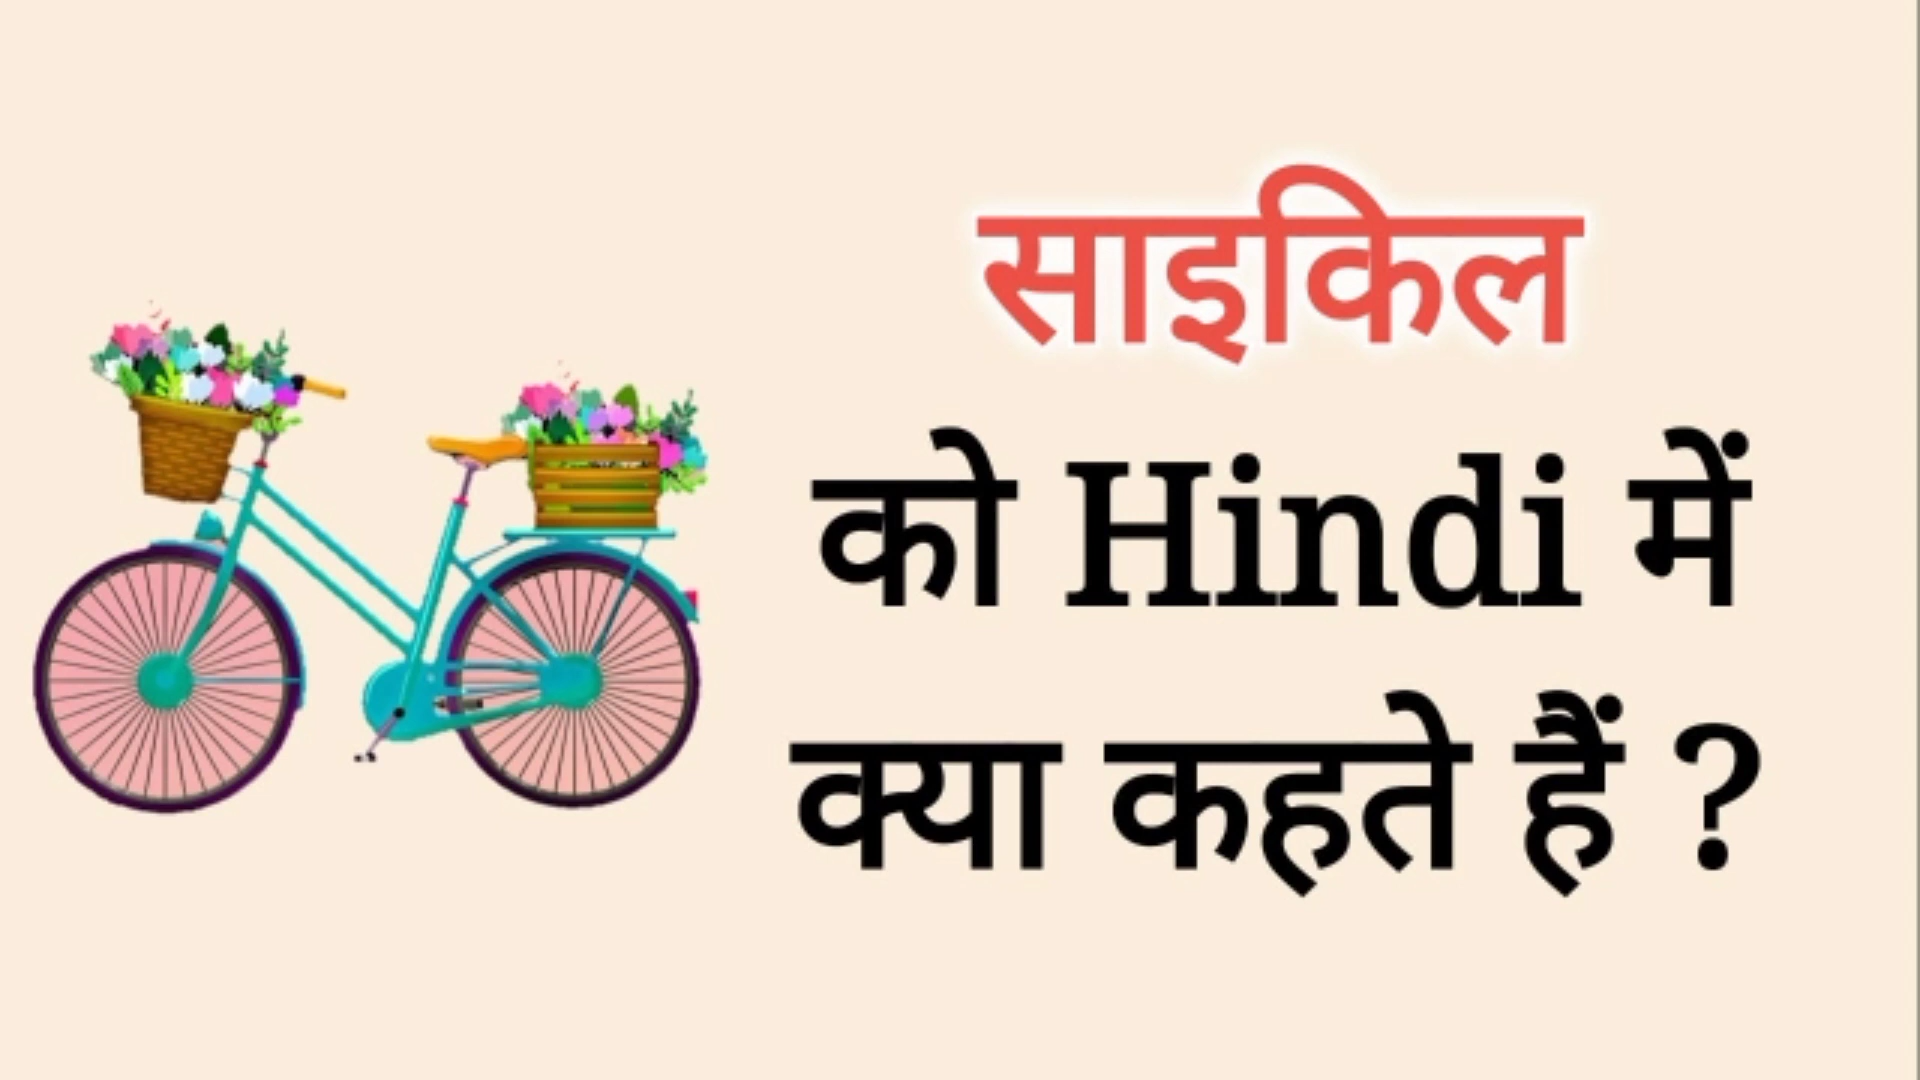 साइकिल
को Hindi में
क्या कहते हैं ?